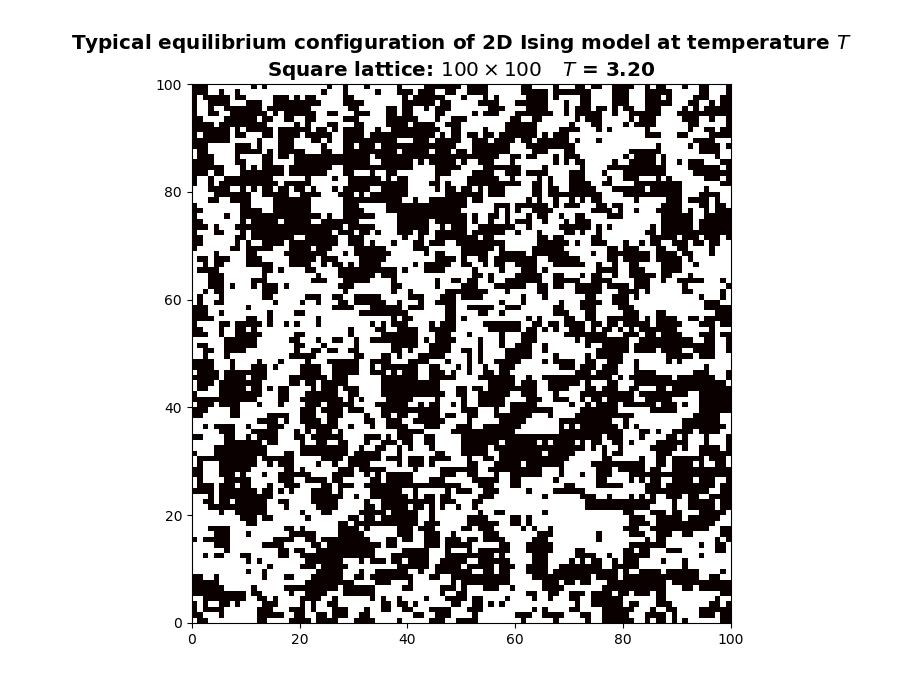 Typical equilibrium configuration of 2D Ising model at temperature T
Square lattice: 100 × 100 T = 3.20
100
80
60
40
20
0
0 20 40 60 80 100